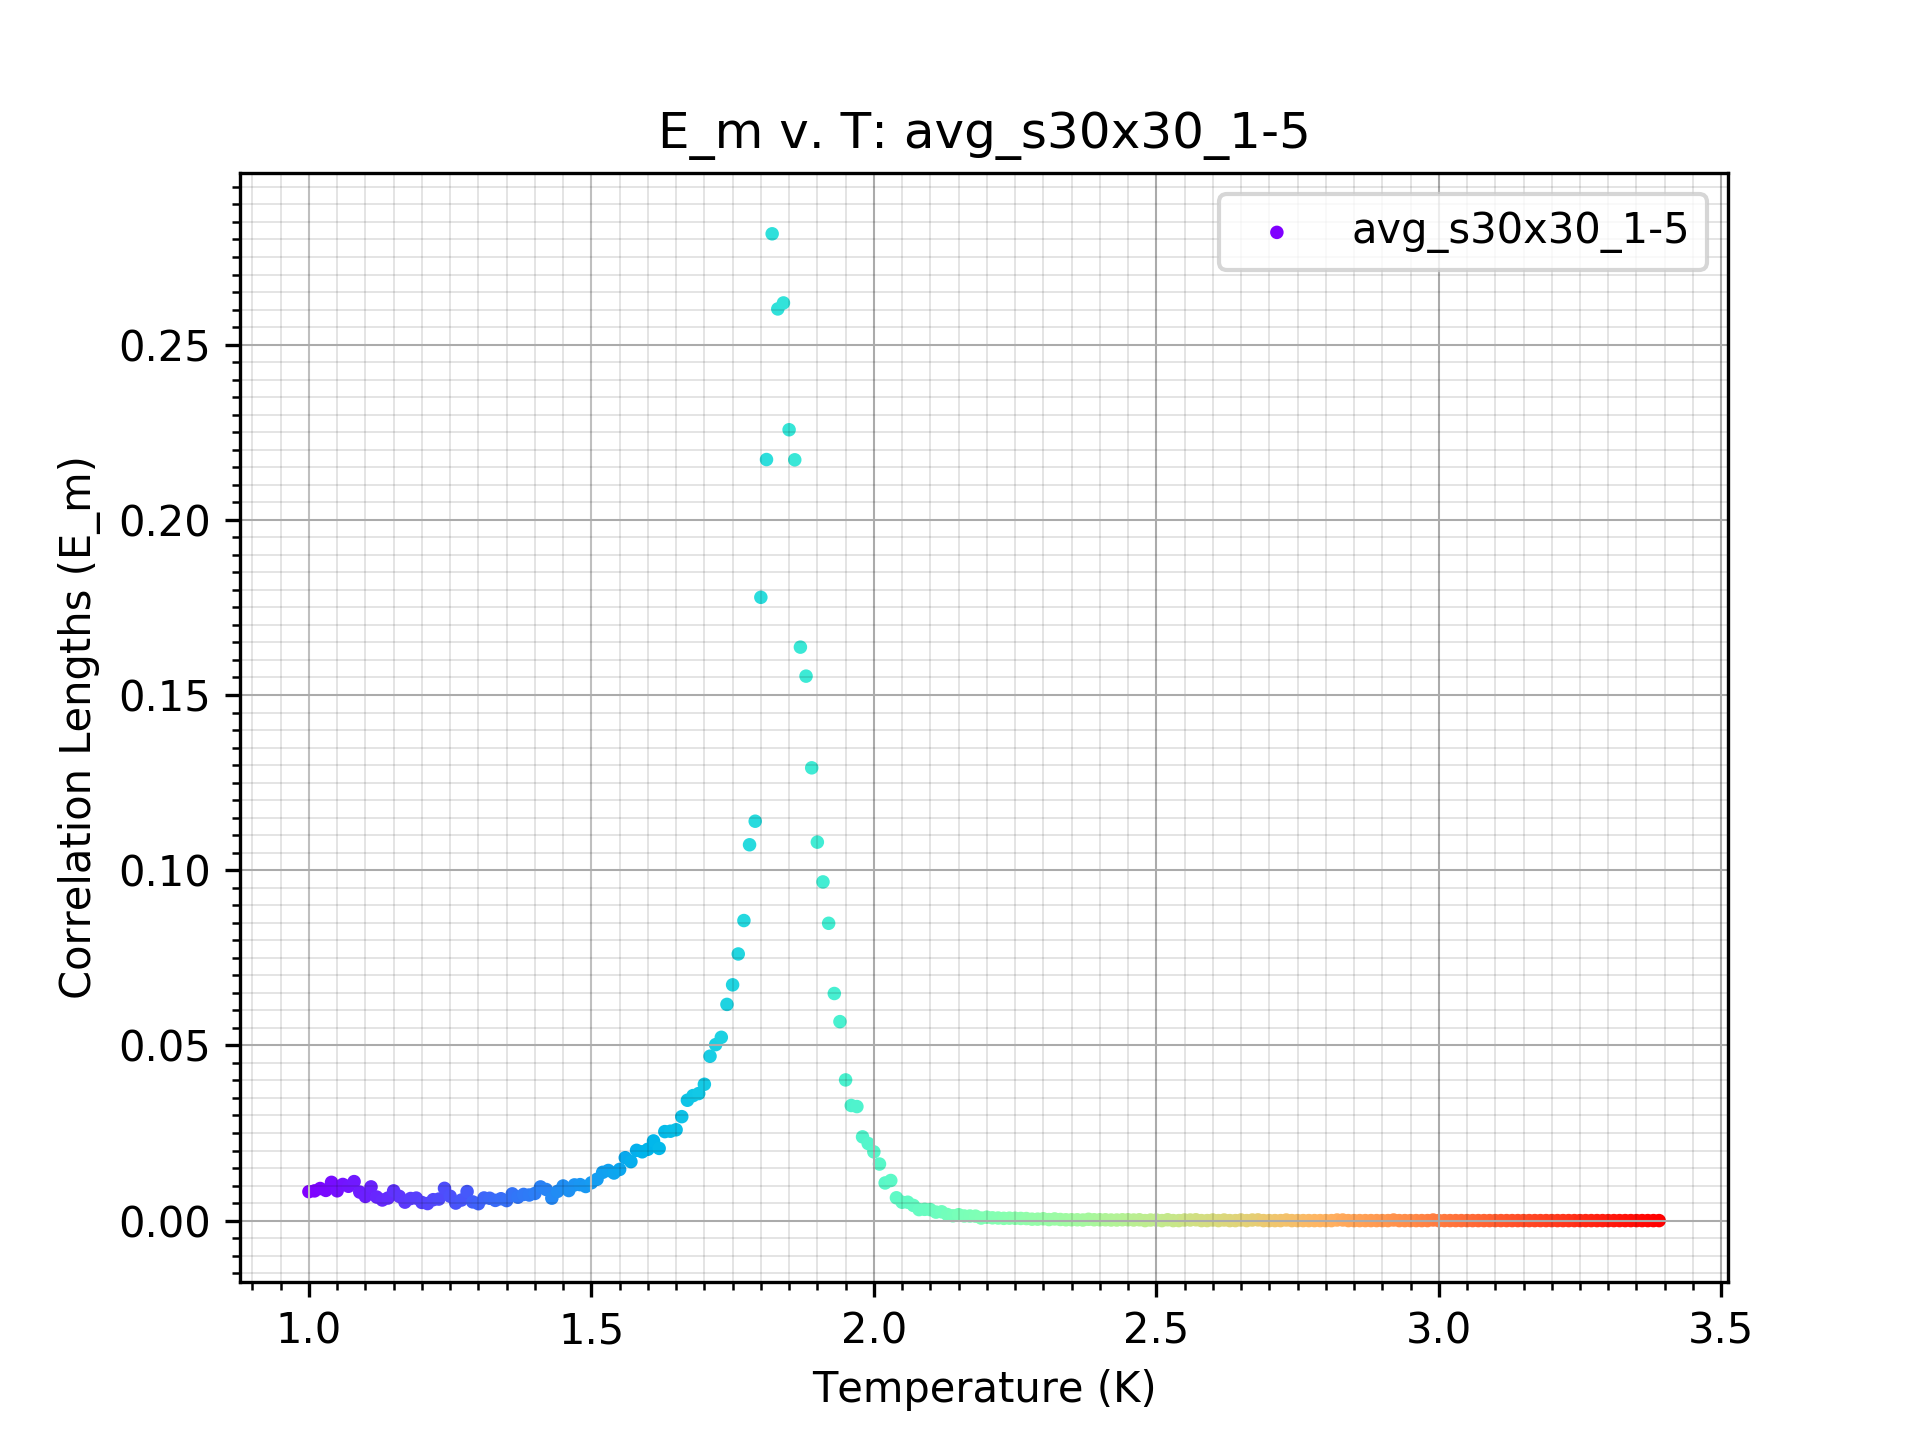 E_m v. T: avg_s30x30_1-5
avg_s30x30_1-5
Correlation Lengths (E_m)
0.25
0.20
0.15
0.10
0.05
0.00
1.0 1.5 2.0 2.5 3.0 3.5
Temperature (K)